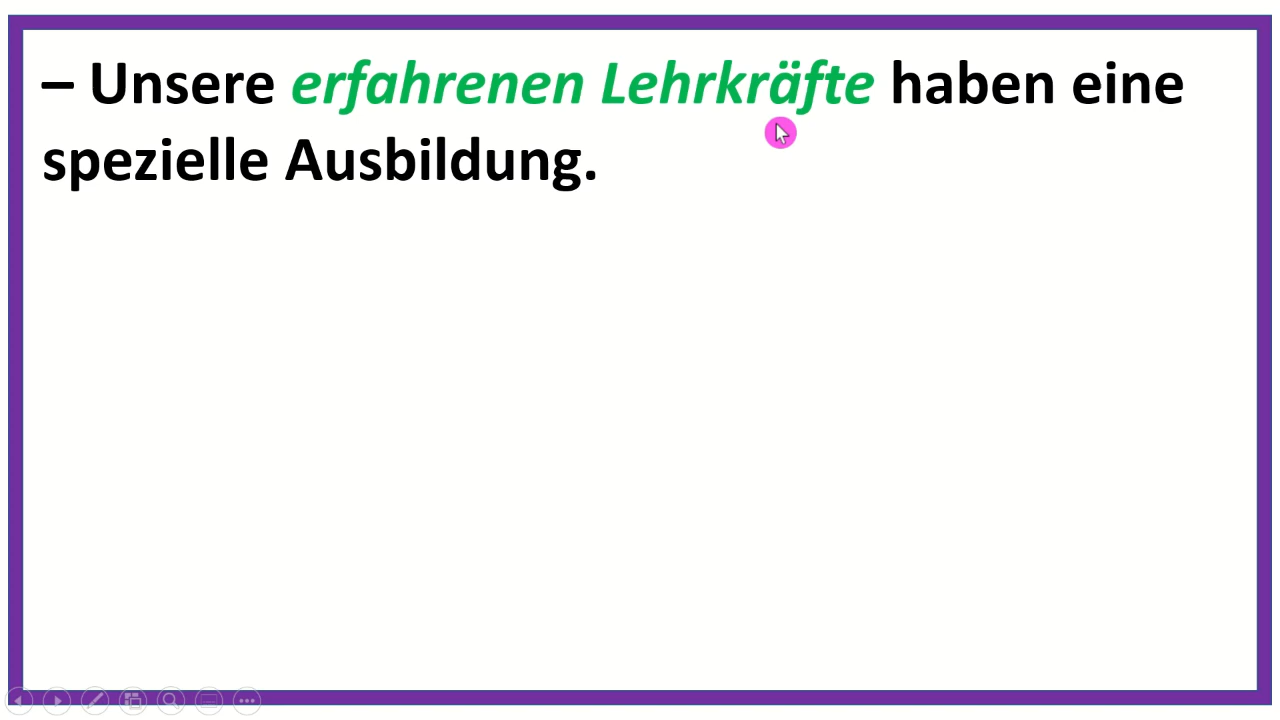 – Unsere erfahrenen Lehrkräfte haben eine
spezielle Ausbildung.